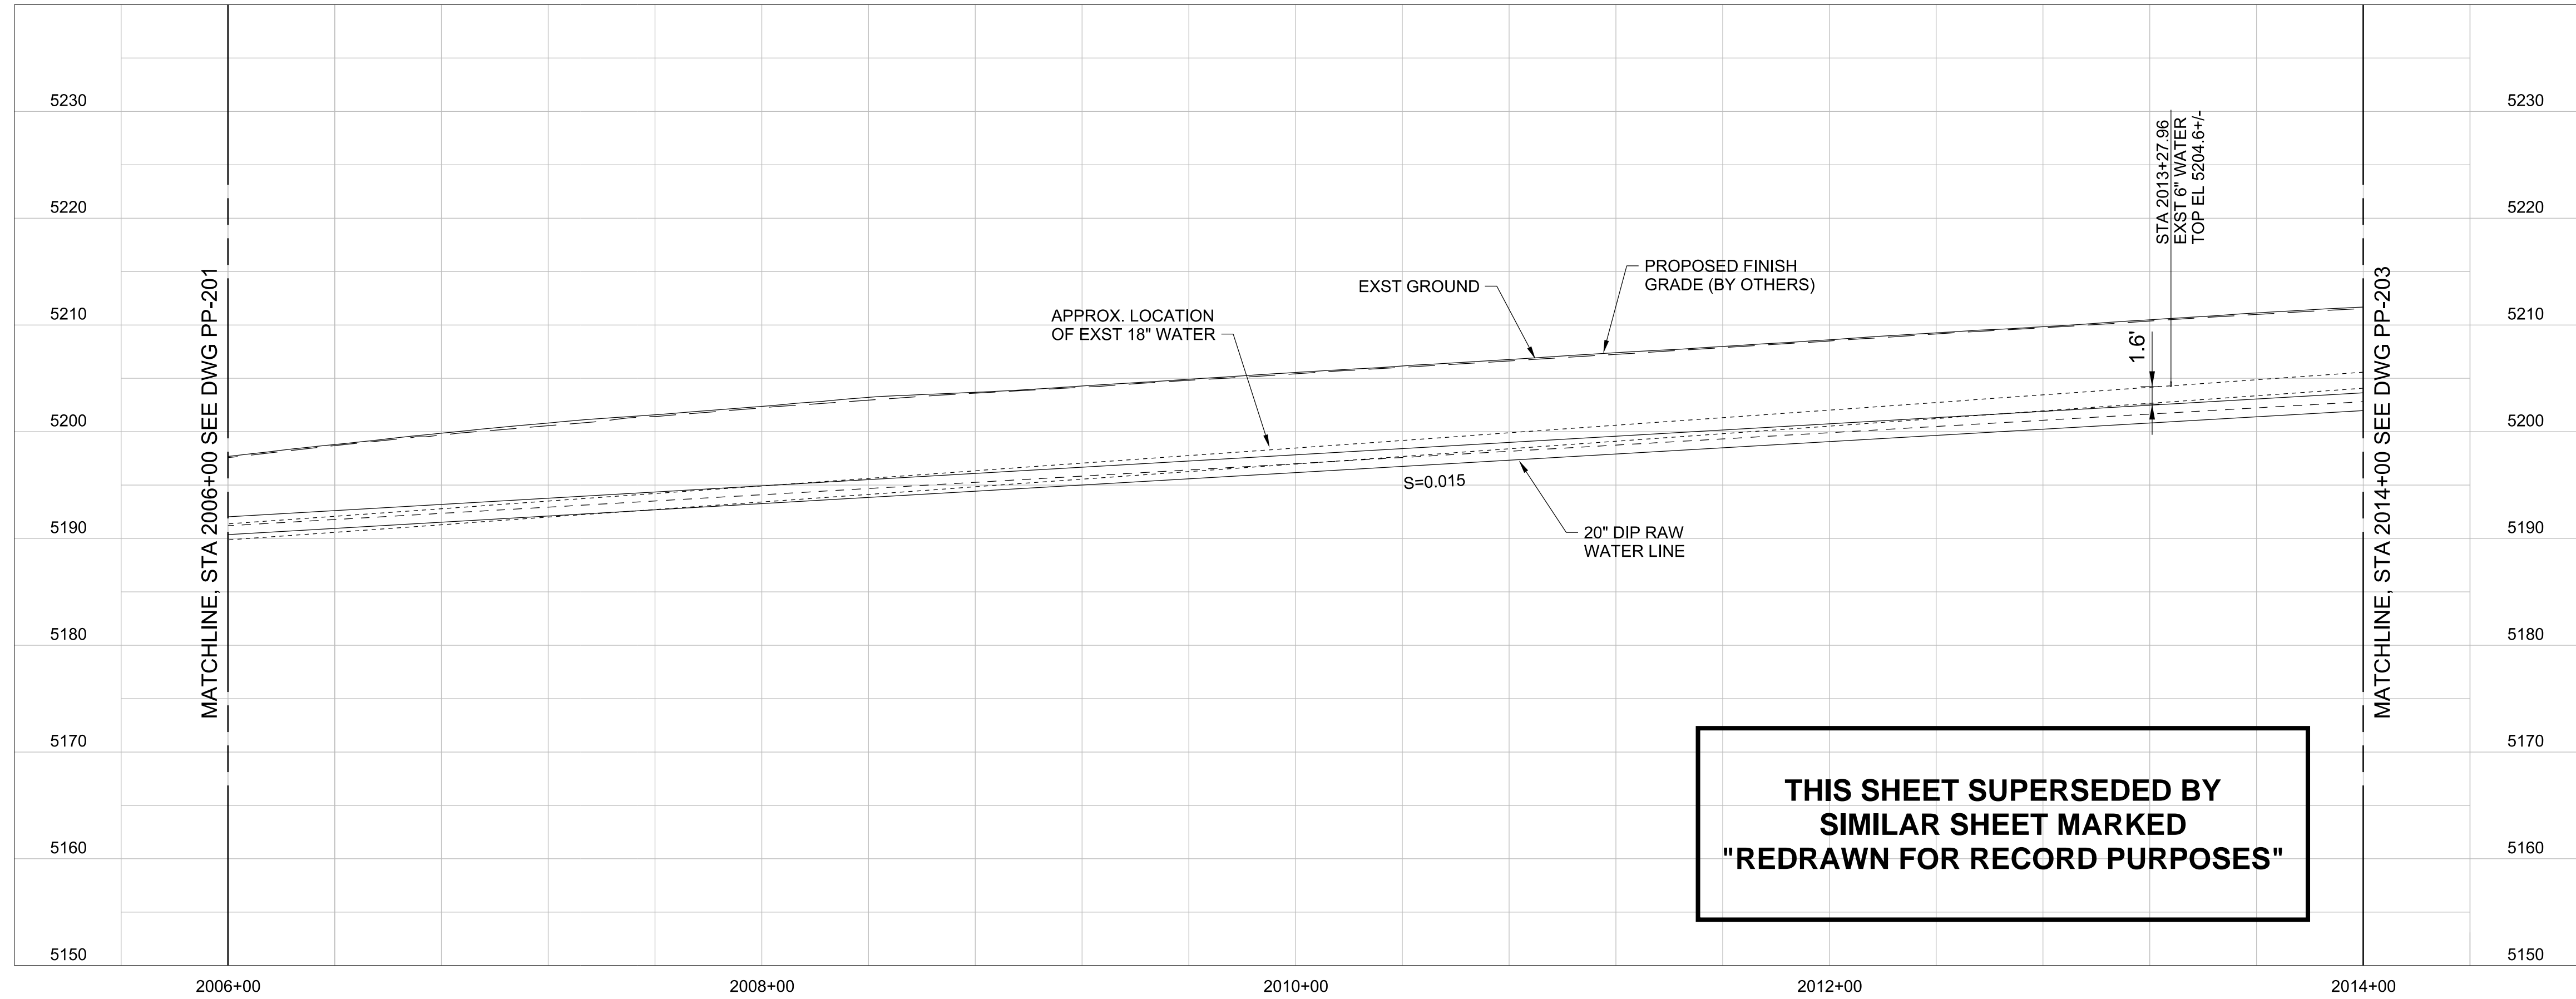 5230
5230
5220
5220
5210
5210
5200
5200
5190
5190
5180
5180
5170
5170
5160
5160
5150
5150
MATCHLINE, STA 2006+00 SEE DWG PP-201
APPROX. LOCATION
OF EXST 18" WATER
EXST GROUND
PROPOSED FINISH
GRADE (BY OTHERS)
STA 2013+27.96
EXST 6" WATER
TOP EL 5204.6+/-
1.6'
S=0.015
20" DIP RAW
WATER LINE
MATCHLINE, STA 2014+00 SEE DWG PP-203
THIS SHEET SUPERSEDED BY
SIMILAR SHEET MARKED
"REDRAWN FOR RECORD PURPOSES"
2006+00
2008+00
2010+00
2012+00
2014+00